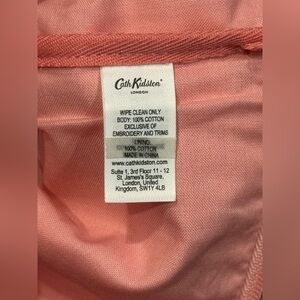 Cath Kidston
LONDON
WIPE CLEAN ONLY
BODY: 100% COTTON
EXCLUSIVE OF
EMBROIDERY AND TRIMS
LINING:
100% COTTON
MADE IN CHINA
www.cathkidston.com
Suite 1, 3rd Floor 11 - 12
St. James's Square,
London, United
Kingdom, SW1Y 4LB